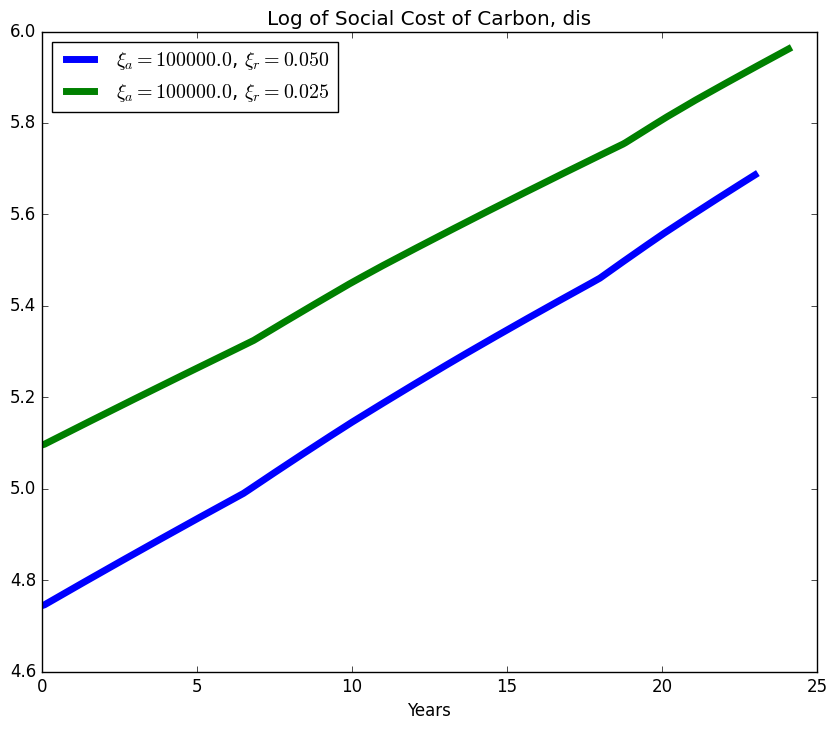 Log of Social Cost of Carbon, dis
6.0
ξₐ = 100000.0, ξᵣ = 0.050
ξₐ = 100000.0, ξᵣ = 0.025
5.8
5.6
5.4
5.2
5.0
4.8
4.6
0 5 10 15 20 25
Years